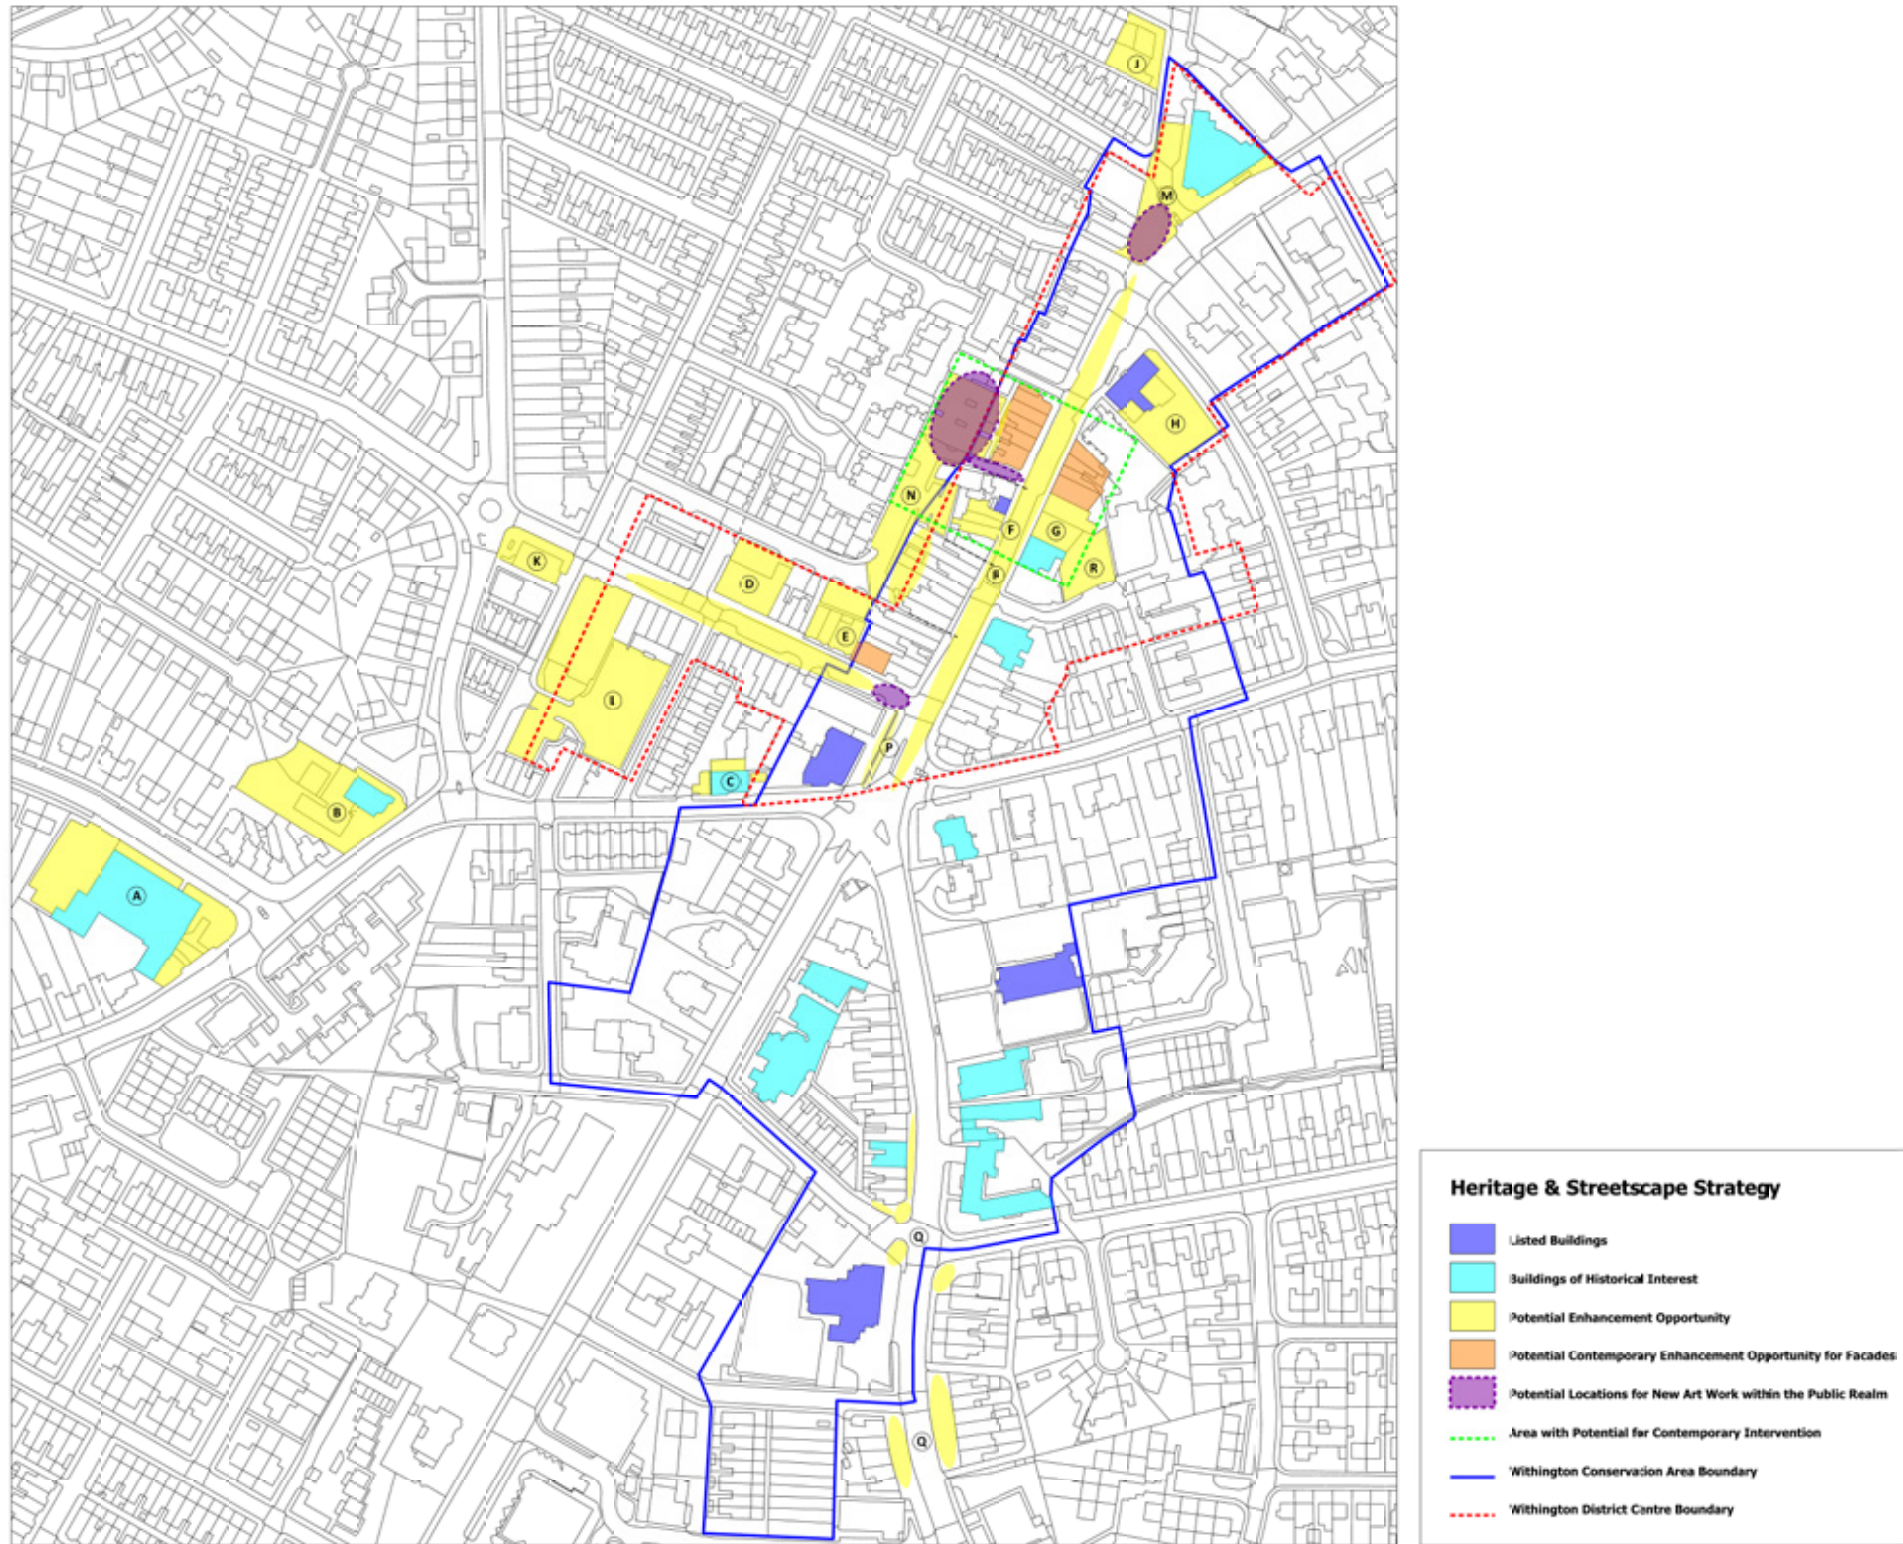 J
M
H
N
F
G
R
K
D
E
I
P
C
B
A
Q
Q
Heritage & Streetscape Strategy
Listed Buildings
Buildings of Historical Interest
Potential Enhancement Opportunity
Potential Contemporary Enhancement Opportunity for Facades
Potential Locations for New Art Work within the Public Realm
Area with Potential for Contemporary Intervention
Withington Conservation Area Boundary
Withington District Centre Boundary